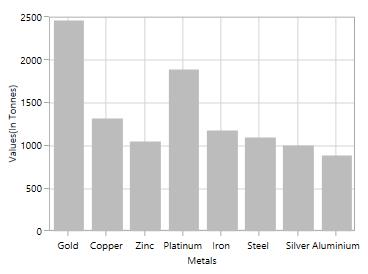 2500
2000
1500
1000
500
0
Values(in Tonnes)
Gold Copper Zinc Platinum Iron Steel Silver Aluminium
Metals